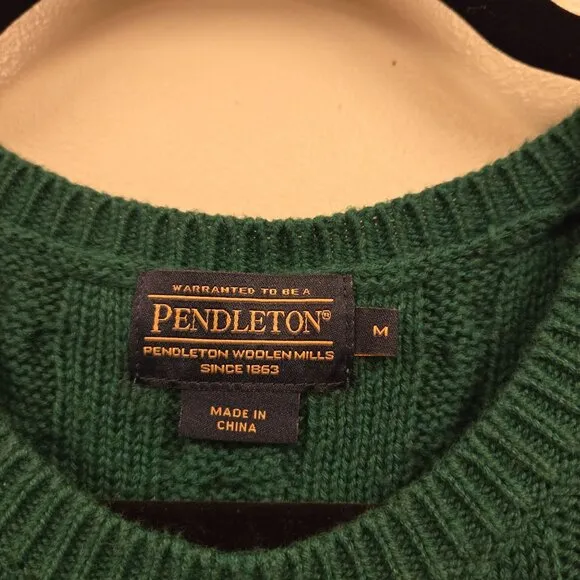 WARRANTED TO BE A
PENDLETON®
PENDLETON WOOLEN MILLS
SINCE 1863
M
MADE IN
CHINA